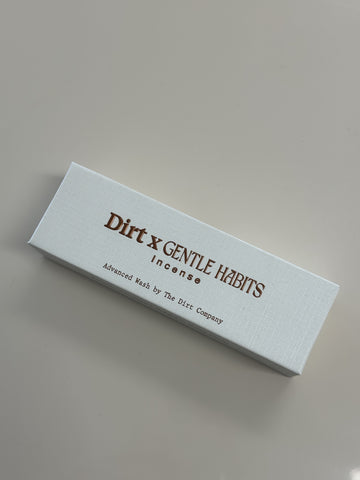 Dirt x GENTLE HABITS
Incense
Advanced Wash by The Dirt Company